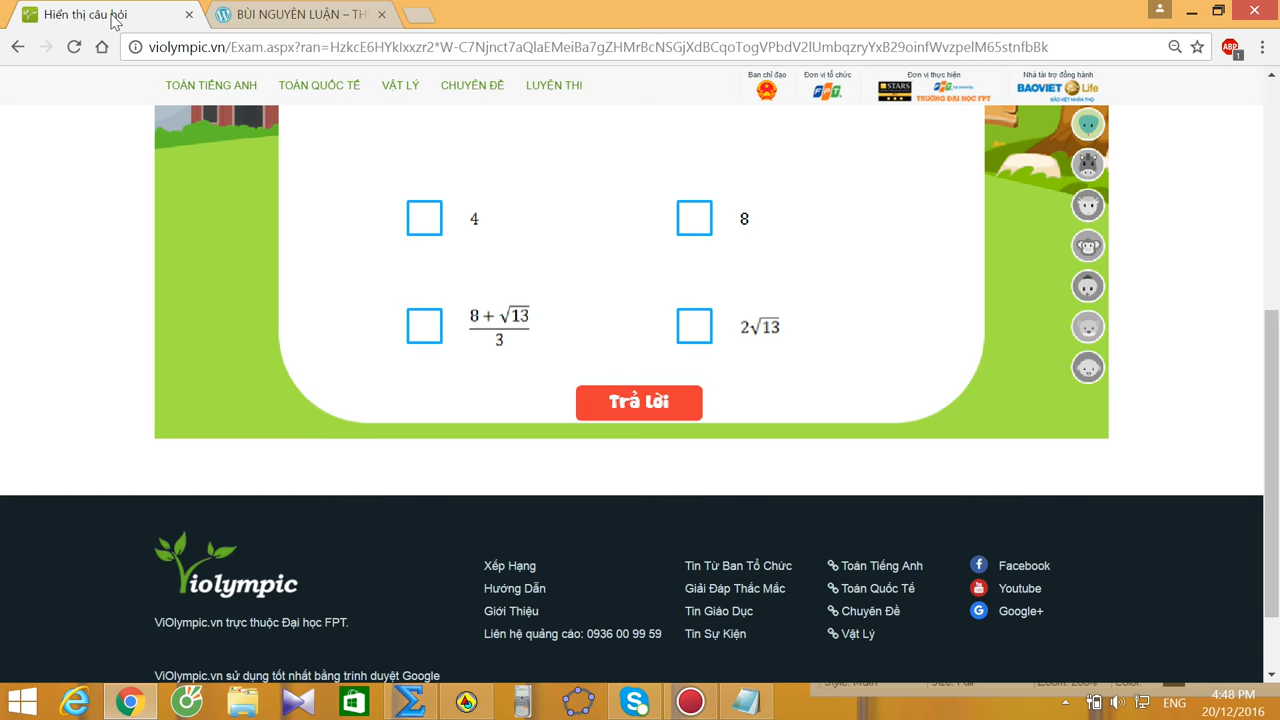 Hiển thị câu hỏi
BÙI NGUYÊN LUẬN – TH
violympic.vn/Exam.aspx?ran=HzkcE6HYkIxxzr2*W-C7Njnct7aQlaEMeiBa7gZHMrBcNSGjXdBCqoTogVPbdV2lUmbqzryYxB29oinfWvzpelM65stnfbBk
ABP
1
TOÁN TIẾNG ANH
TOÁN QUỐC TẾ
VẬT LÝ
CHUYÊN ĐỀ
LUYỆN THI
Ban chỉ đạo
Đơn vị tổ chức
Đơn vị thực hiện
Nhà tài trợ đồng hành
FPT
STARS
TRƯỜNG ĐẠI HỌC FPT
BAOVIET Life
4
8
8 + √13
3
2√13
Trả lời
Violympic
ViOlympic.vn trực thuộc Đại học FPT.
ViOlympic.vn sử dụng tốt nhất bằng trình duyệt Google
Xếp Hạng
Hướng Dẫn
Giới Thiệu
Liên hệ quảng cáo: 0936 00 99 59
Tin Từ Ban Tổ Chức
Giải Đáp Thắc Mắc
Tin Giáo Dục
Tin Sự Kiện
Toán Tiếng Anh
Toán Quốc Tế
Chuyên Đề
Vật Lý
Facebook
Youtube
Google+
ENG
4:48 PM
20/12/2016